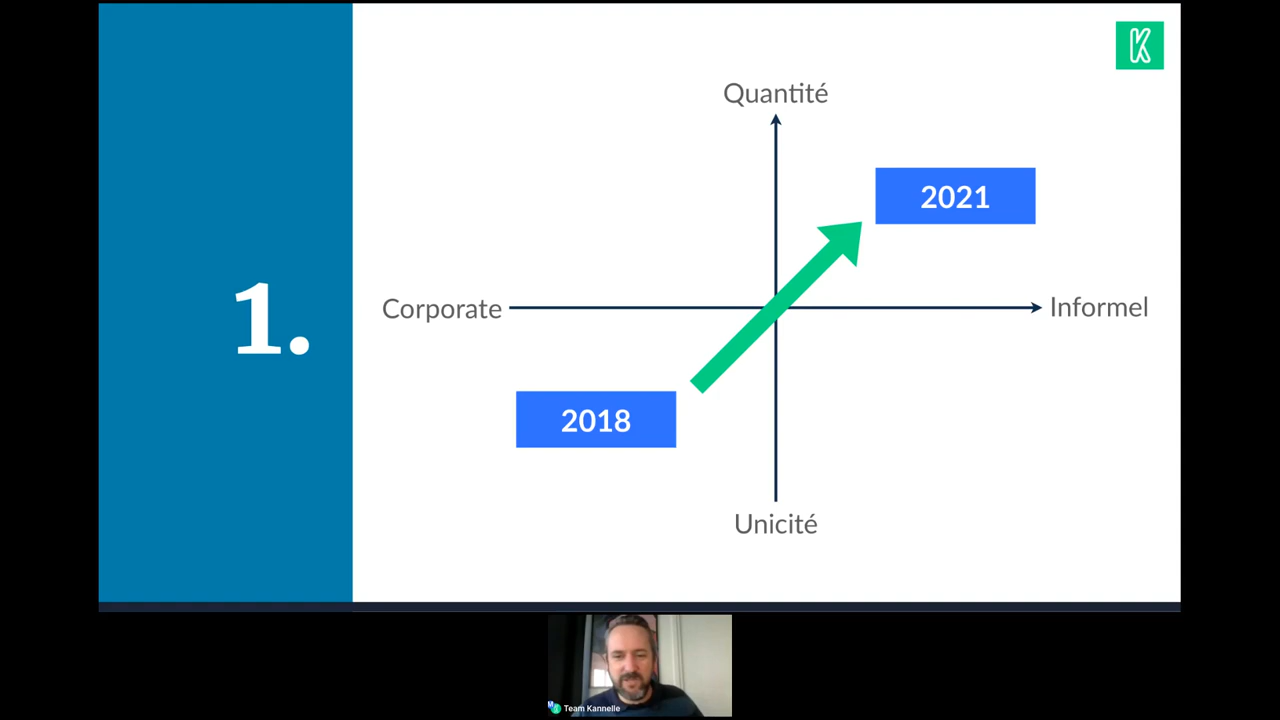 K
Quantité
2021
1.
Corporate
Informel
2018
Unicité
Team Kannelle